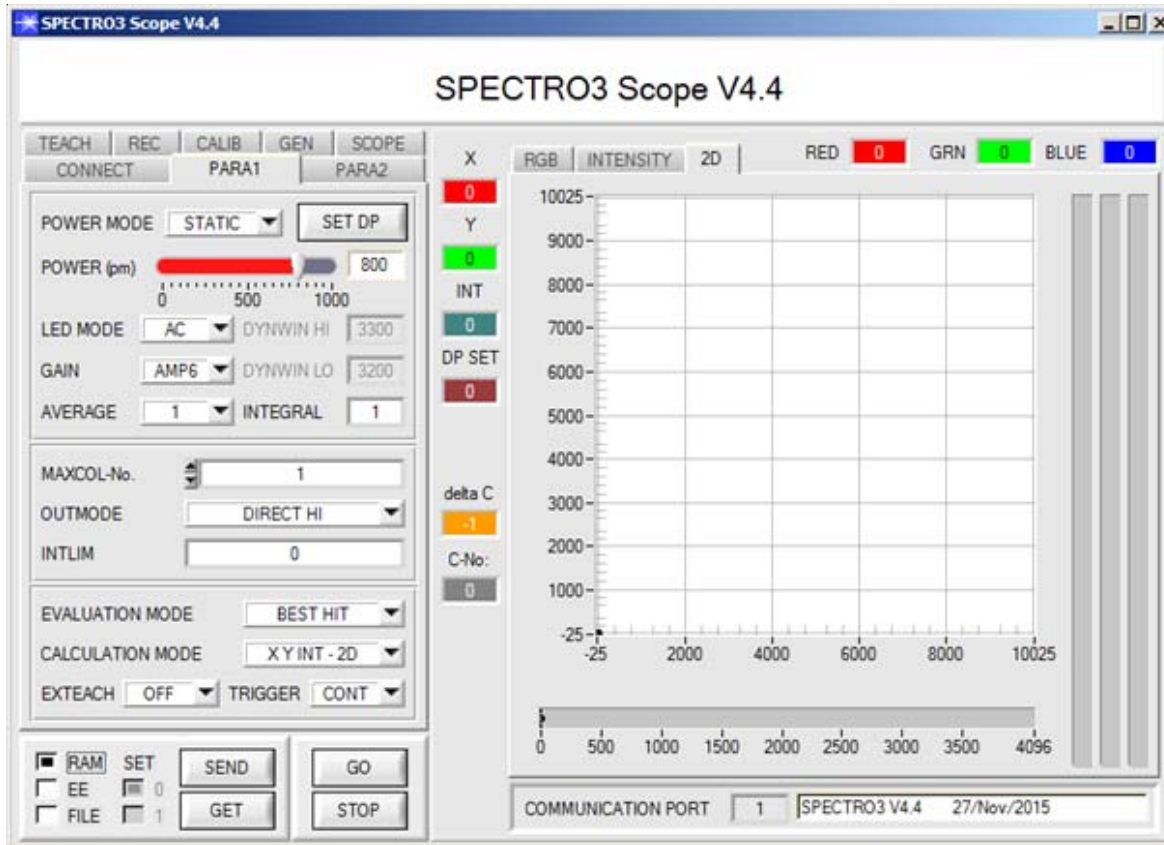 SPECTRO3 Scope V4.4
SPECTRO3 Scope V4.4
TEACH REC CALIB GEN SCOPE
CONNECT PARA1 PARA2
POWER MODE STATIC SET DP
POWER (pm) 800
0 500 1000
LED MODE AC DYNWIN HI 3300
GAIN AMP6 DYNWIN LO 3200
AVERAGE 1 INTEGRAL 1
MAXCOL-No. 1
OUTMODE DIRECT HI
INTLIM 0
EVALUATION MODE BEST HIT
CALCULATION MODE X Y INT - 2D
EXTEACH OFF TRIGGER CONT
RAM SET
EE 0
FILE 1
SEND
GET
GO
STOP
X
0
Y
0
INT
0
DP SET
0
delta C
-1
C-No:
0
RGB INTENSITY 2D
RED 0 GRN 0 BLUE 0
10025
9000
8000
7000
6000
5000
4000
3000
2000
1000
-25
-25 2000 4000 6000 8000 10025
0 500 1000 1500 2000 2500 3000 3500 4096
COMMUNICATION PORT 1 SPECTRO3 V4.4 27/Nov/2015